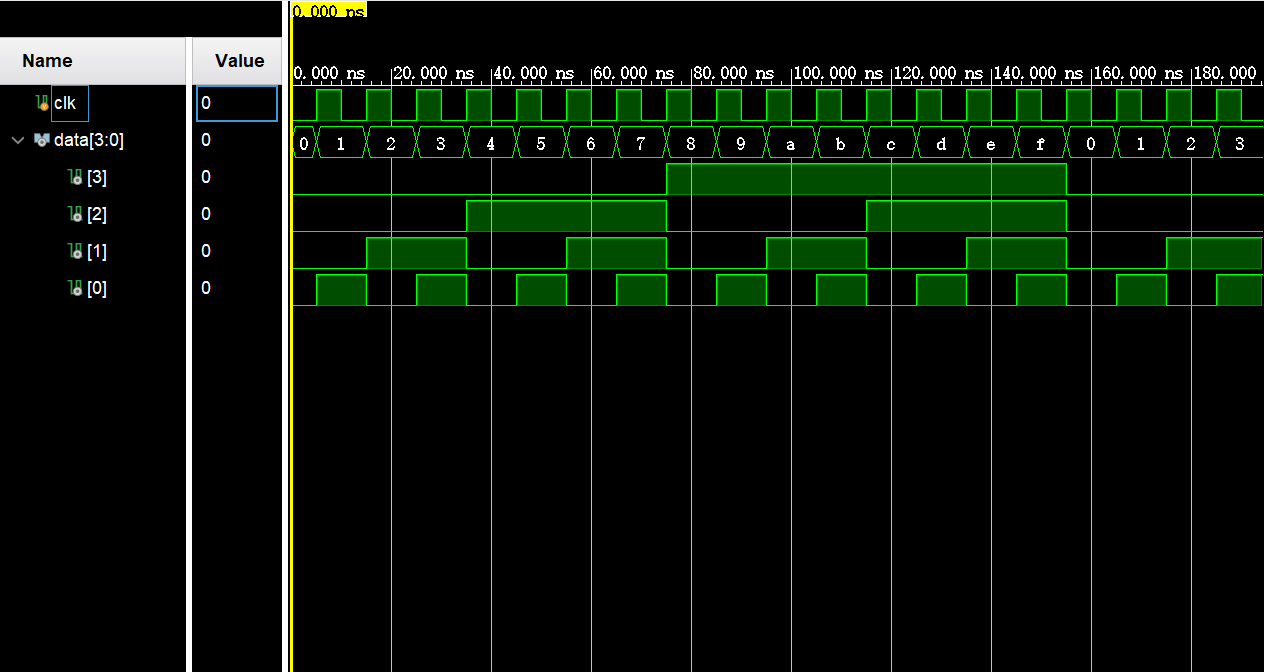 0.000 ns
Name Value
0.000 ns 20.000 ns 40.000 ns 60.000 ns 80.000 ns 100.000 ns 120.000 ns 140.000 ns 160.000 ns 180.000
clk 0
data[3:0] 0 0 1 2 3 4 5 6 7 8 9 a b c d e f 0 1 2 3
[3] 0
[2] 0
[1] 0
[0] 0